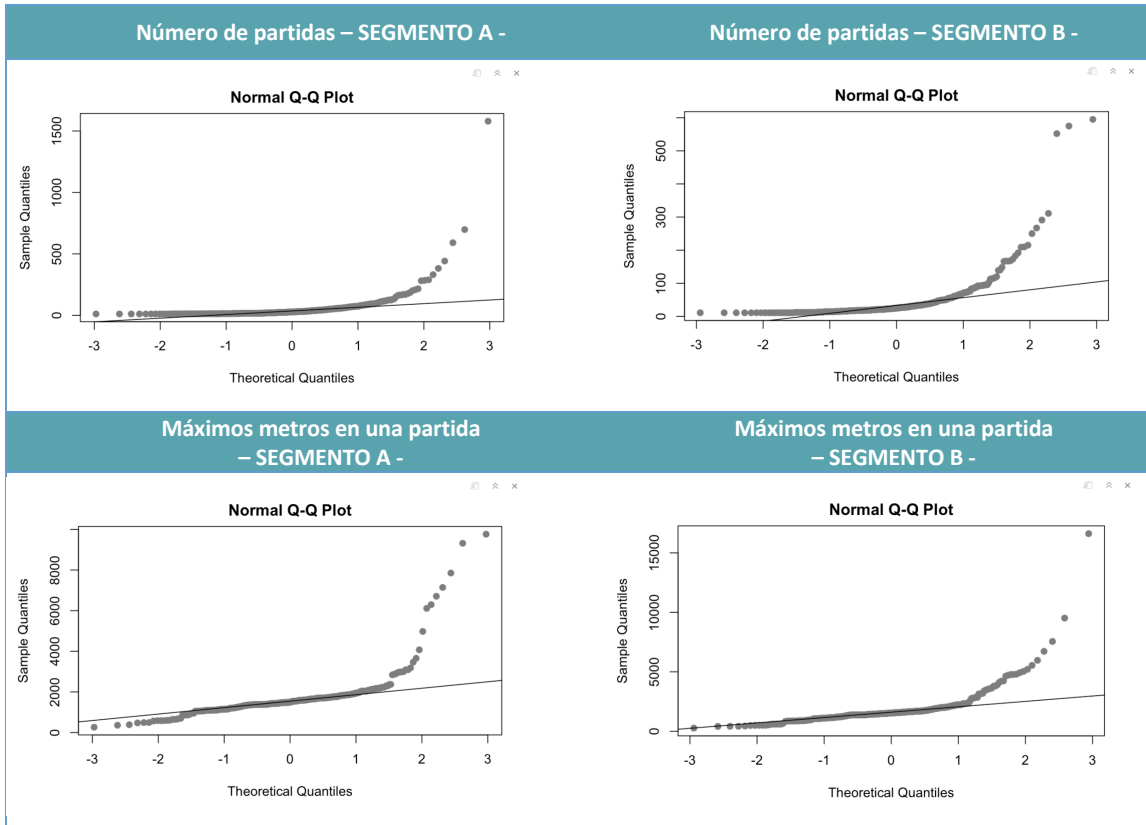 Número de partidas – SEGMENTO A -
Número de partidas – SEGMENTO B -
Normal Q-Q Plot
Sample Quantiles
1500
1000
500
0
-3 -2 -1 0 1 2 3
Theoretical Quantiles
Normal Q-Q Plot
Sample Quantiles
500
300
100
0
-3 -2 -1 0 1 2 3
Theoretical Quantiles
Máximos metros en una partida
– SEGMENTO A -
Máximos metros en una partida
– SEGMENTO B -
Normal Q-Q Plot
Sample Quantiles
8000
6000
4000
2000
0
-3 -2 -1 0 1 2 3
Theoretical Quantiles
Normal Q-Q Plot
Sample Quantiles
15000
10000
5000
0
-3 -2 -1 0 1 2 3
Theoretical Quantiles